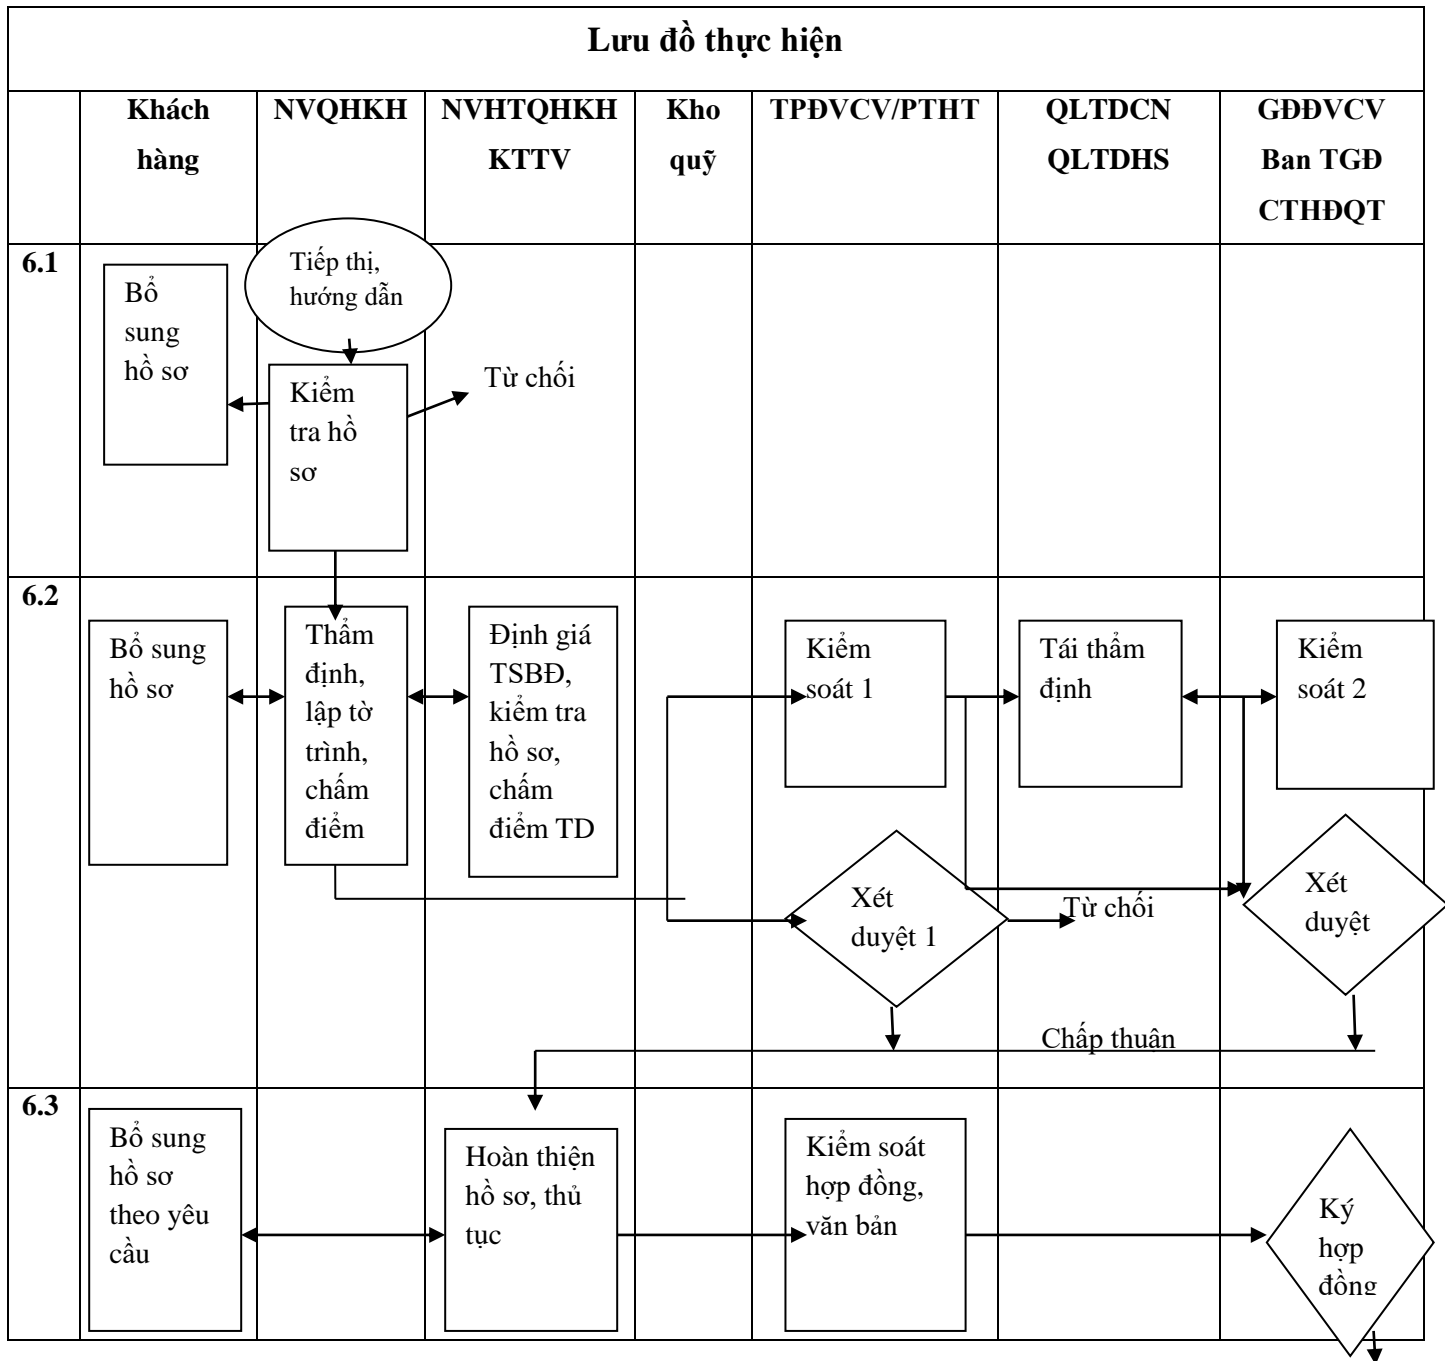 Lưu đồ thực hiện
Khách
hàng
NVQHKH
NVHTQHKH
KTTV
Kho
quỹ
TPĐVCV/PTHT
QLTDCN
QLTDHS
GĐĐVCV
Ban TGĐ
CTHĐQT
6.1
Bổ
sung
hồ sơ
Tiếp thị,
hướng dẫn
Kiểm
tra hồ
sơ
Từ chối
6.2
Bổ sung
hồ sơ
Thẩm
định,
lập tờ
trình,
chấm
điểm
Định giá
TSBĐ,
kiểm tra
hồ sơ,
chấm
điểm TD
Kiểm
soát 1
Tái thẩm
định
Kiểm
soát 2
Xét
duyệt 1
Từ chối
Xét
duyệt
Chấp thuận
6.3
Bổ sung
hồ sơ
theo yêu
cầu
Hoàn thiện
hồ sơ, thủ
tục
Kiểm soát
hợp đồng,
văn bản
Ký
hợp
đồng